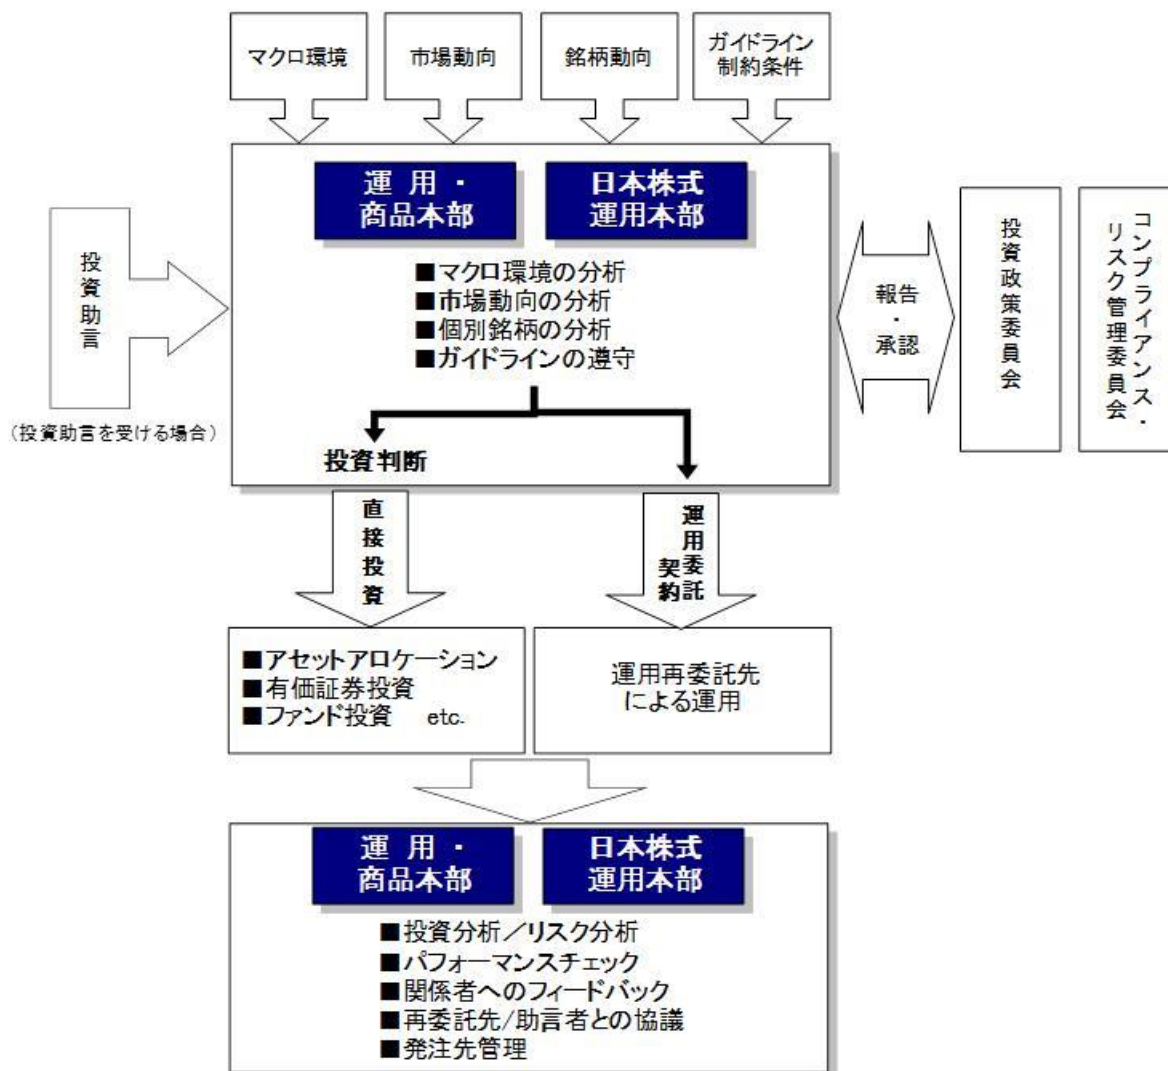 マクロ環境
市場動向
銘柄動向
ガイドライン
制約条件
運 用 ・
商品本部
日本株式
運用本部
■マクロ環境の分析
■市場動向の分析
■個別銘柄の分析
■ガイドラインの遵守
投資判断
投資助言
(投資助言を受ける場合)
報告
・
承認
投資政策委員会
コンプライアンス・
リスク管理委員会
直接投資
運用委託
契約
■アセットアロケーション
■有価証券投資
■ファンド投資 etc.
運用再委託先
による運用
運 用 ・
商品本部
日本株式
運用本部
■投資分析／リスク分析
■パフォーマンスチェック
■関係者へのフィードバック
■再委託先/助言者との協議
■発注先管理